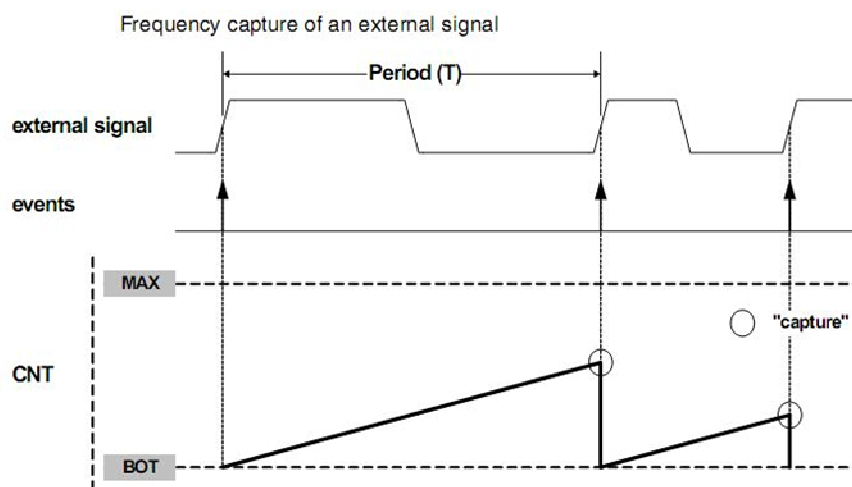 Frequency capture of an external signal
Period (T)
external signal
events
MAX
"capture"
CNT
BOT